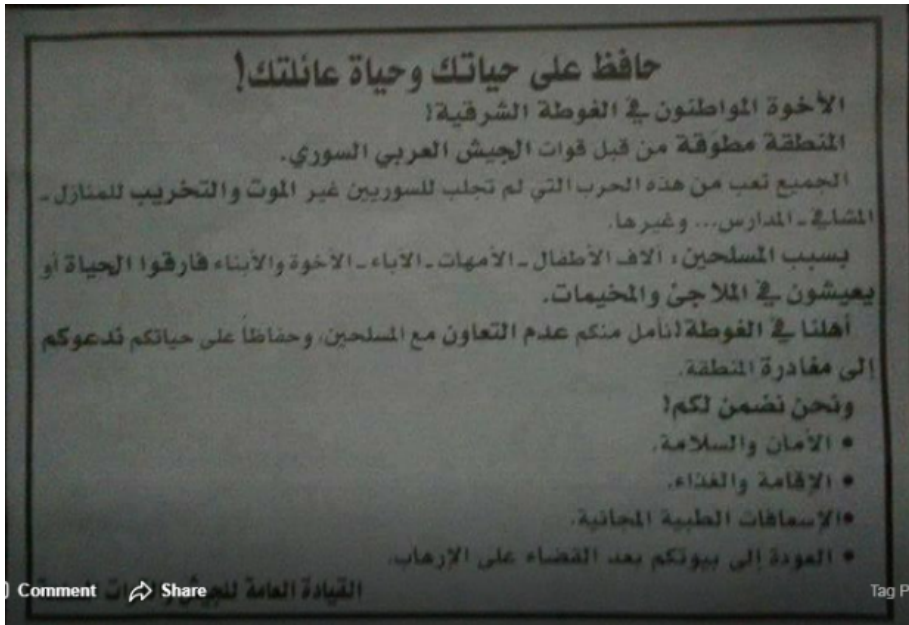 حافظ على حياتك وحياة عائلتك!
الأخوة المواطنون في الغوطة الشرقية!
المنطقة مطوقة من قبل قوات الجيش العربي السوري.
الجميع تعب من هذه الحرب التي لم تجلب للسوريين غير الموت والتخريب للمنازل -
المشافي - المدارس... وغيرها.
بسبب المسلحين، آلاف الأطفال - الأمهات - الآباء - الأخوة والأبناء فارقوا الحياة أو
يعيشون في الملاجئ والمخيمات.
أهلنا في الغوطة! نأمل منكم عدم التعاون مع المسلحين، وحفاظاً على حياتكم ندعوكم
إلى مغادرة المنطقة.
ونحن نضمن لكم!
• الأمان والسلامة.
• الإقامة والغذاء.
•الإسعافات الطبية المجانية.
• العودة إلى بيوتكم بعد القضاء على الإرهاب.
القيادة العامة للجيش
Comment Share Tag P